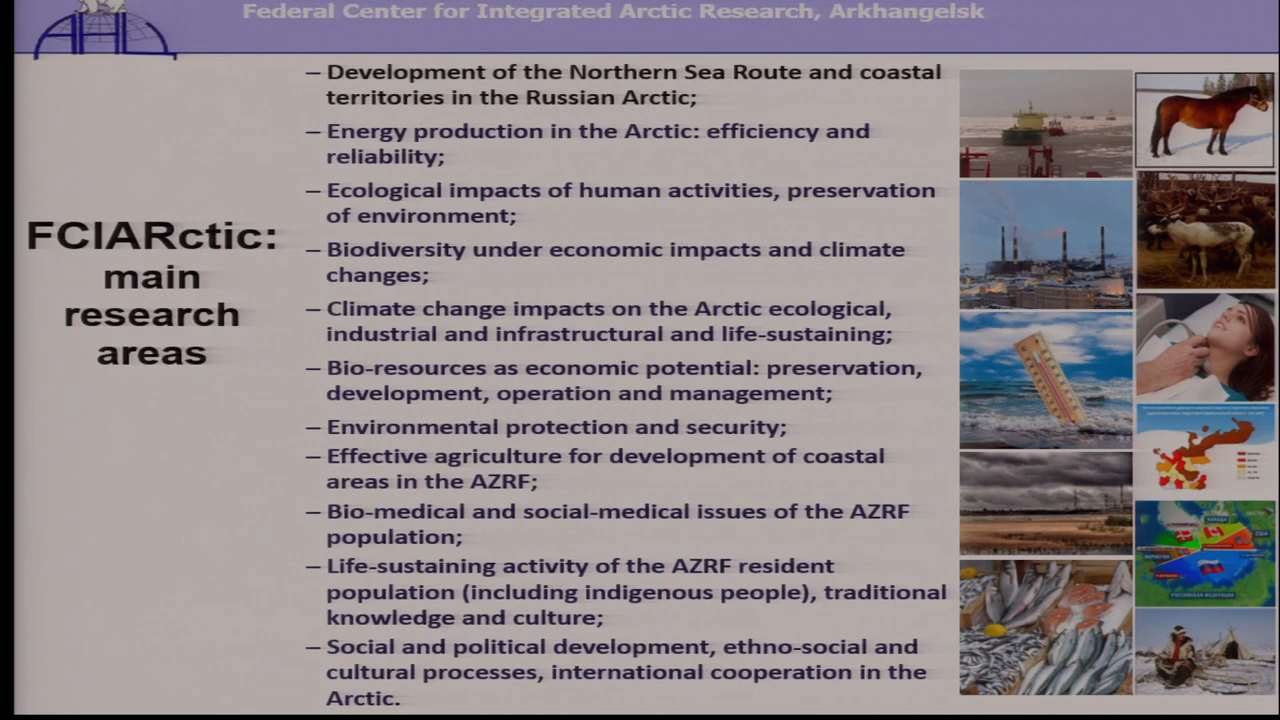 Federal Center for Integrated Arctic Research, Arkhangelsk
FCIARctic:
main
research
areas
– Development of the Northern Sea Route and coastal
territories in the Russian Arctic;
– Energy production in the Arctic: efficiency and
reliability;
– Ecological impacts of human activities, preservation
of environment;
– Biodiversity under economic impacts and climate
changes;
– Climate change impacts on the Arctic ecological,
industrial and infrastructural and life-sustaining;
– Bio-resources as economic potential: preservation,
development, operation and management;
– Environmental protection and security;
– Effective agriculture for development of coastal
areas in the AZRF;
– Bio-medical and social-medical issues of the AZRF
population;
– Life-sustaining activity of the AZRF resident
population (including indigenous people), traditional
knowledge and culture;
– Social and political development, ethno-social and
cultural processes, international cooperation in the
Arctic.
ВЕСТИ
КАНАДА
США
НОРВЕГИЯ
РОССИЙСКАЯ ФЕДЕРАЦИЯ